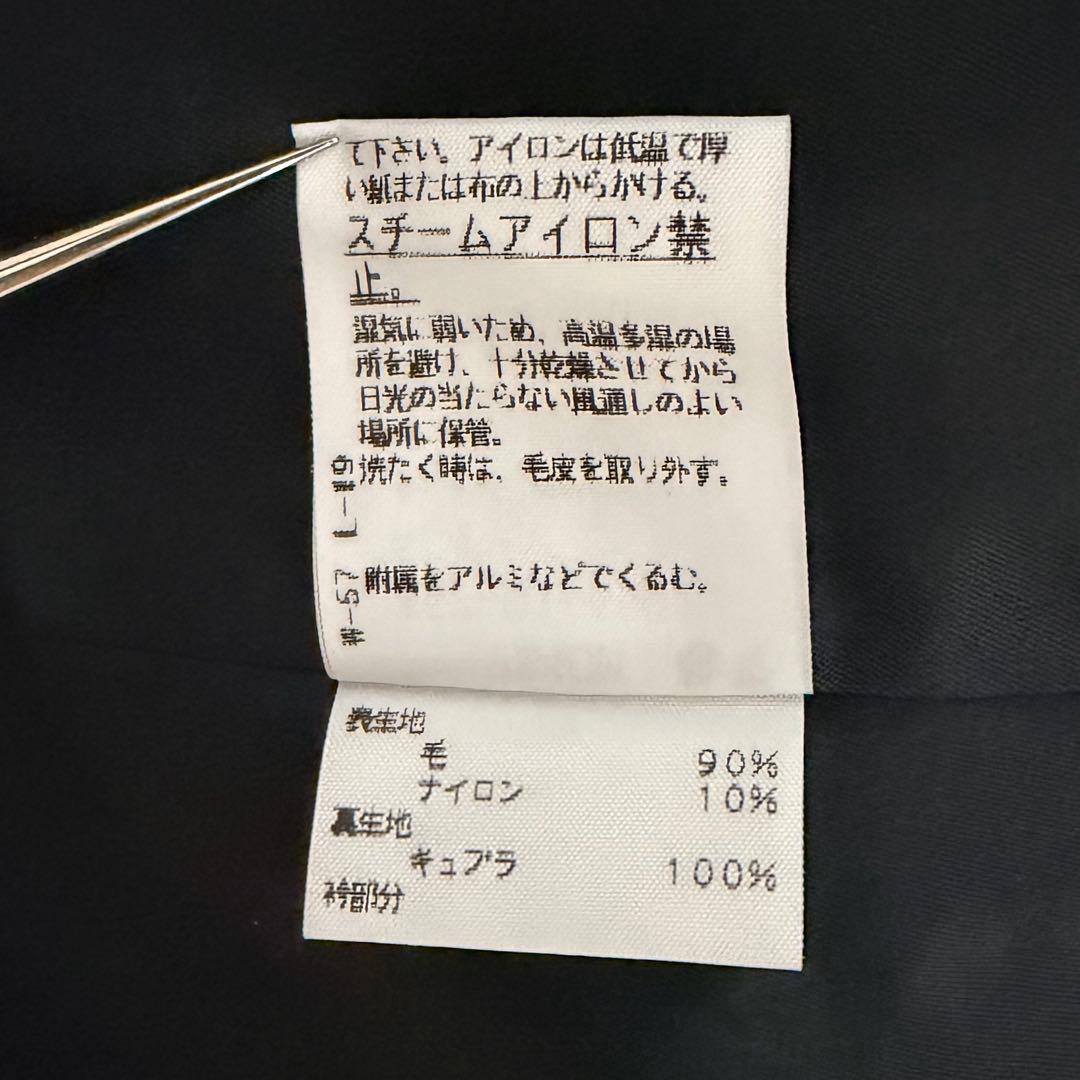 て下さい。アイロンは低温で厚
い紙または布の上からかける。
スチームアイロン禁
止。
湿気に弱いため、高温多湿の場
所を避け、十分乾燥させてから
日光の当たらない風通しのよい
場所に保管。
洗たく時は、毛皮を取り外す。
L-19
附属をアルミなどでくるむ。
W-57
表生地
毛 90%
ナイロン 10%
裏生地
キュプラ 100%
衿部分